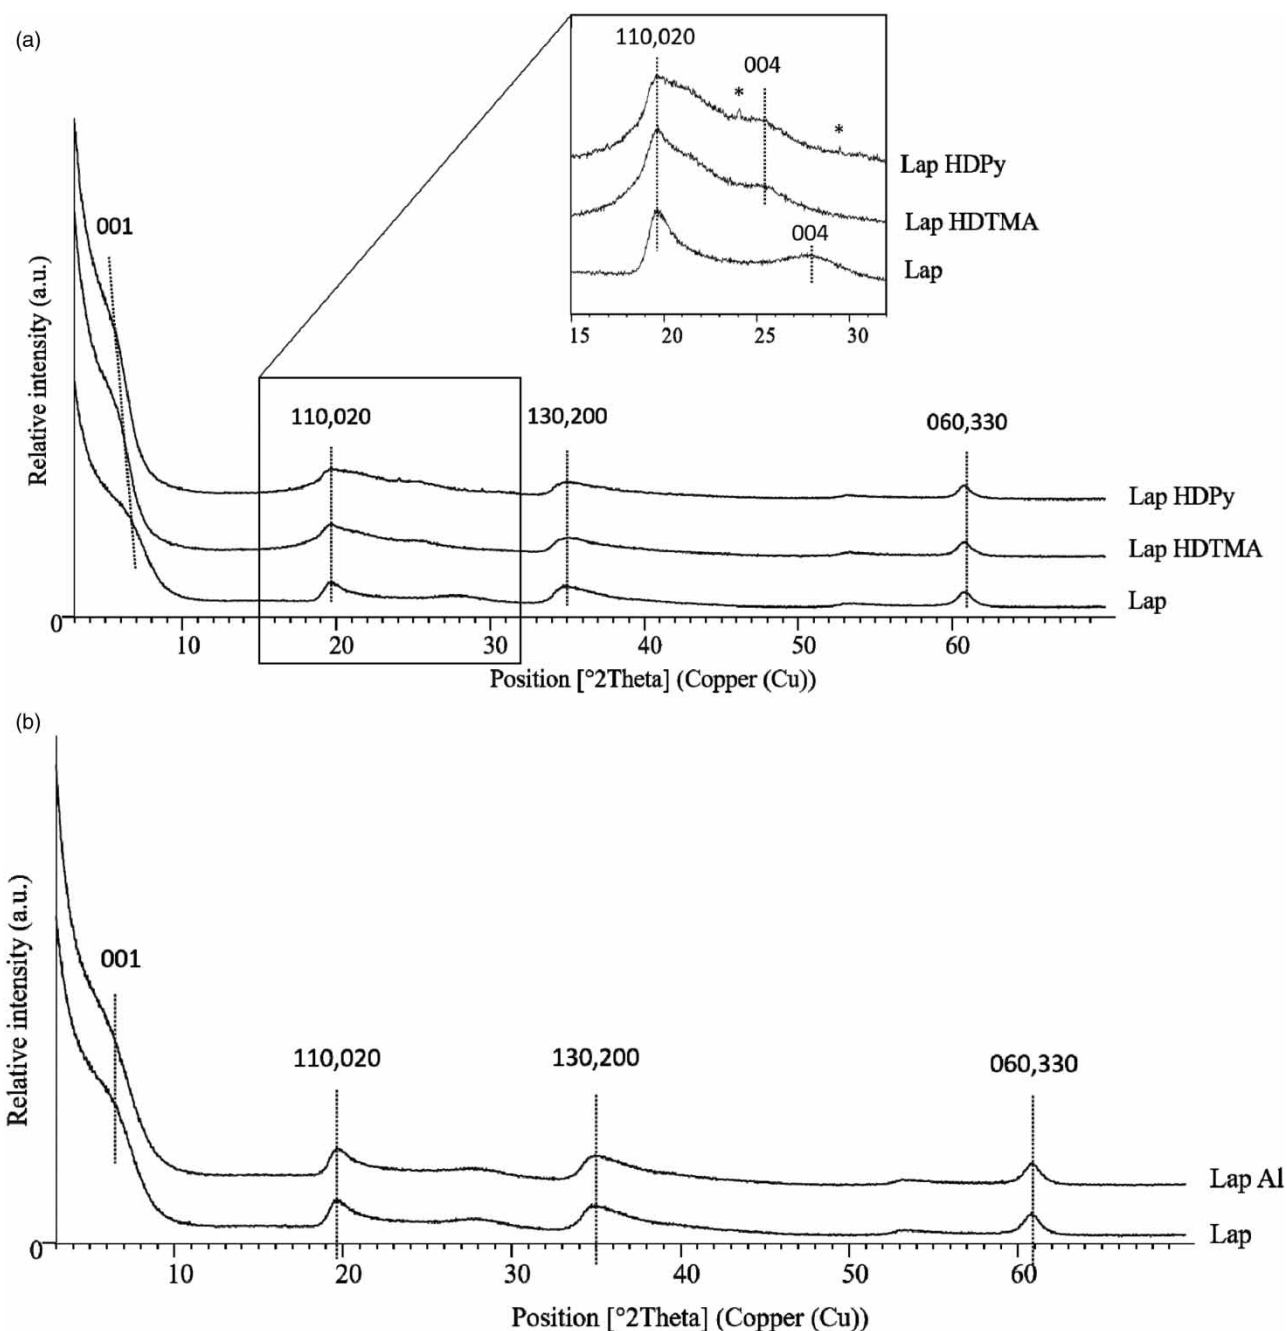 (a)
110,020
004
*
*
Lap HDPy
Lap HDTMA
004
Lap
15 20 25 30
001
Relative intensity (a.u.)
110,020
130,200
060,330
Lap HDPy
Lap HDTMA
Lap
0
10 20 30 40 50 60
Position [°2Theta] (Copper (Cu))
(b)
001
Relative intensity (a.u.)
110,020
130,200
060,330
Lap Al
Lap
0
10 20 30 40 50 60
Position [°2Theta] (Copper (Cu))